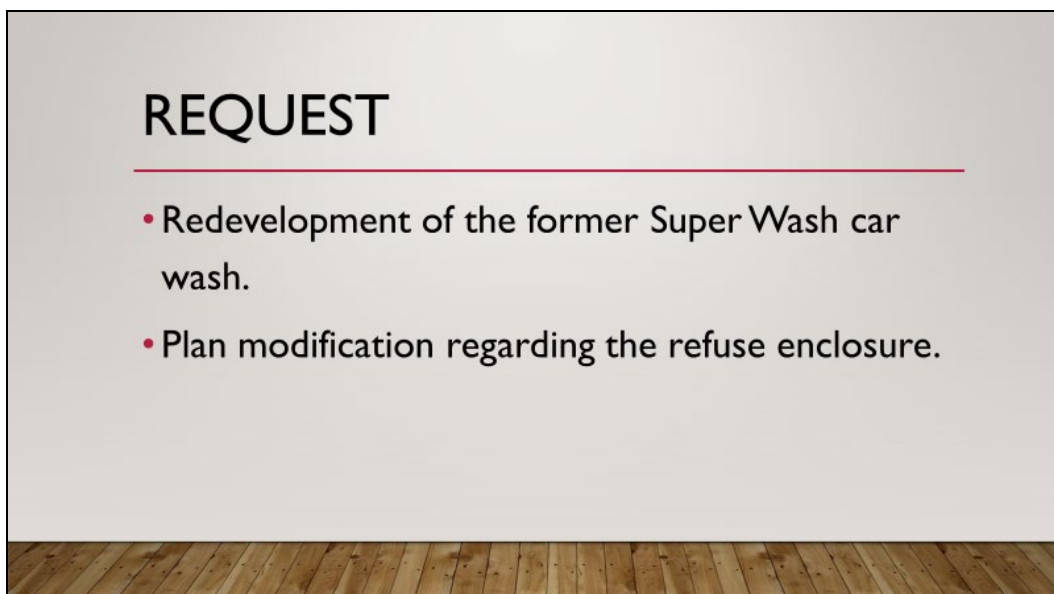 REQUEST
• Redevelopment of the former Super Wash car
wash.
• Plan modification regarding the refuse enclosure.